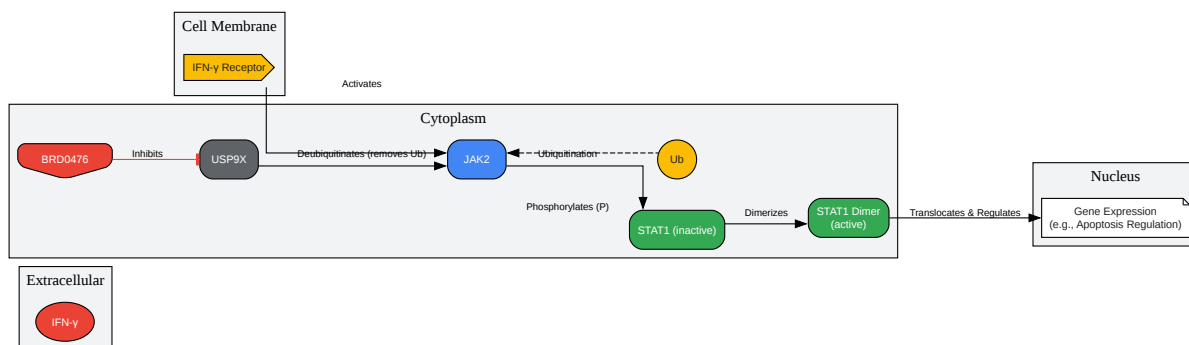 Cell Membrane
IFN-γ Receptor
Activates
Cytoplasm
BRD0476
Inhibits
USP9X
Deubiquitinates (removes Ub)
JAK2
Ubiquitination
Ub
Phosphorylates (P)
STAT1 (inactive)
Dimerizes
STAT1 Dimer
(active)
Translocates & Regulates
Nucleus
Gene Expression
(e.g., Apoptosis Regulation)
Extracellular
IFN-γ